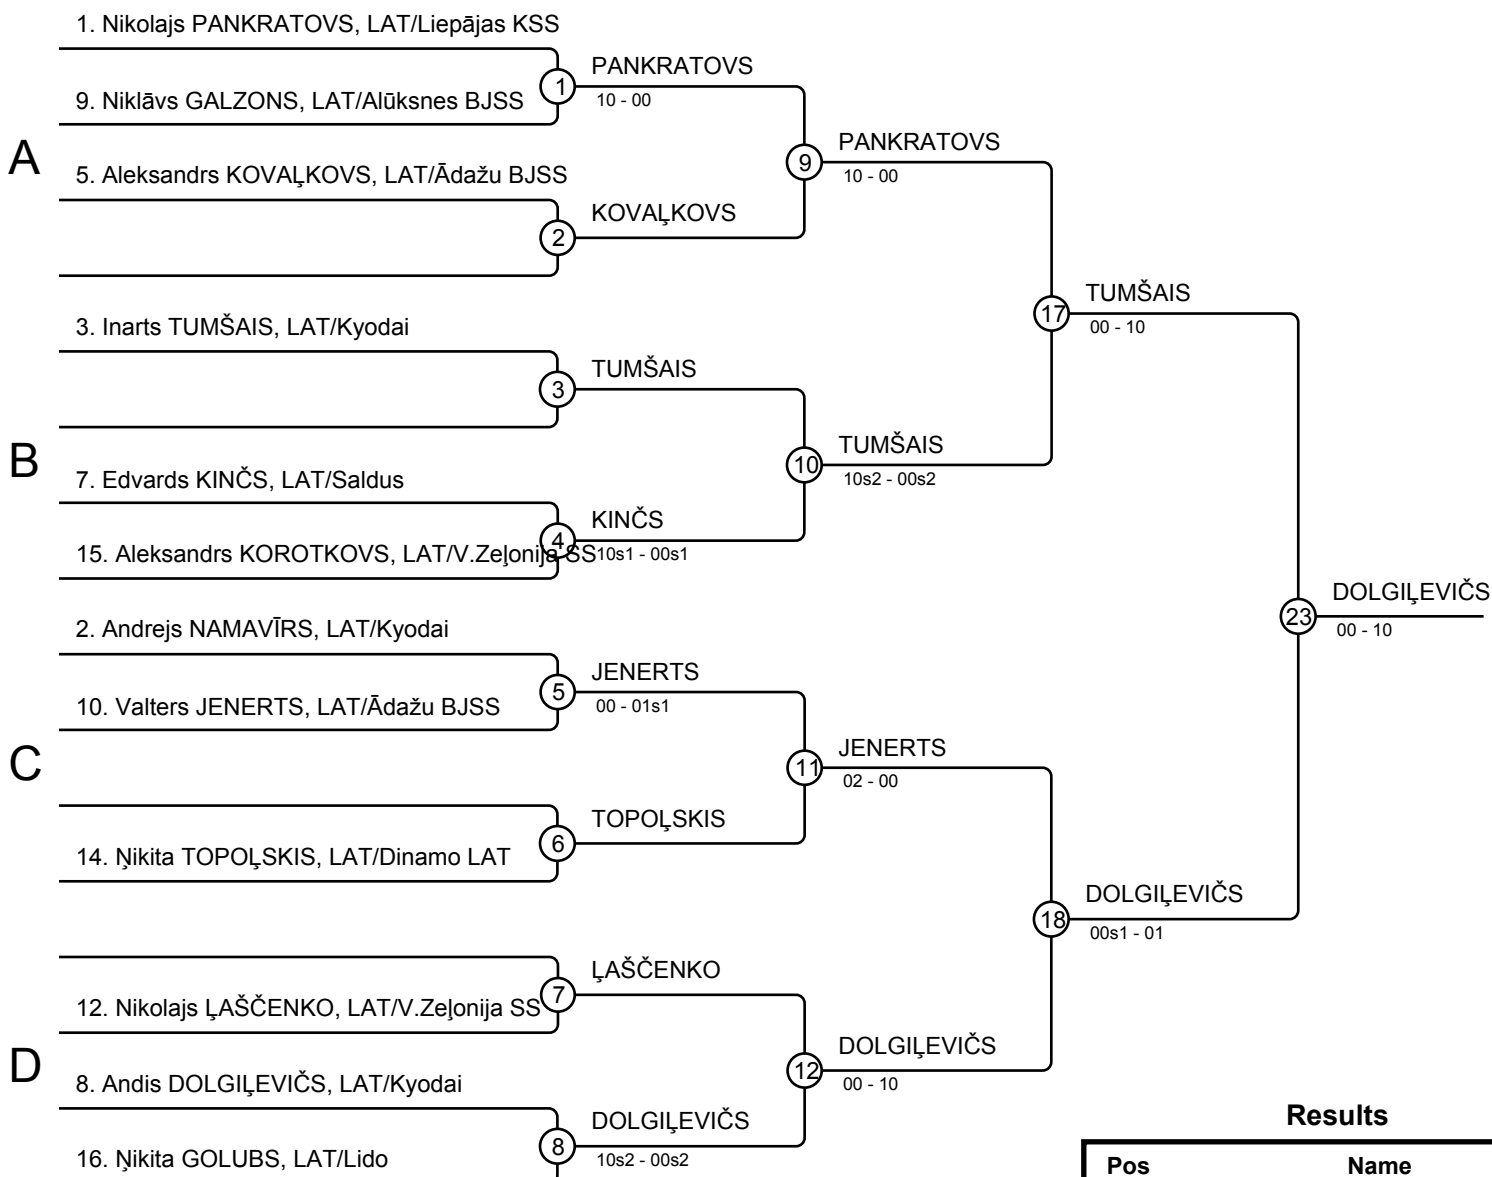 1. Nikolajs PANKRATOVS, LAT/Liepājas KSS
PANKRATOVS
1
10 - 00
9. Niklāvs GALZONS, LAT/Alūksnes BJSS
A
PANKRATOVS
9
10 - 00
5. Aleksandrs KOVAĻKOVS, LAT/Ādažu BJSS
KOVAĻKOVS
2
TUMŠAIS
17
00 - 10
3. Inarts TUMŠAIS, LAT/Kyodai
TUMŠAIS
3
B
TUMŠAIS
10
10s2 - 00s2
7. Edvards KINČS, LAT/Saldus
KINČS
4
10s1 - 00s1
15. Aleksandrs KOROTKOVS, LAT/V.Zeļonija SS
DOLGIĻEVIČS
23
00 - 10
2. Andrejs NAMAVĪRS, LAT/Kyodai
JENERTS
5
00 - 01s1
10. Valters JENERTS, LAT/Ādažu BJSS
C
JENERTS
11
02 - 00
TOPOĻSKIS
6
14. Ņikita TOPOĻSKIS, LAT/Dinamo LAT
DOLGIĻEVIČS
18
00s1 - 01
ĻAŠČENKO
7
12. Nikolajs ĻAŠČENKO, LAT/V.Zeļonija SS
D
DOLGIĻEVIČS
12
00 - 10
8. Andis DOLGIĻEVIČS, LAT/Kyodai
DOLGIĻEVIČS
8
10s2 - 00s2
16. Ņikita GOLUBS, LAT/Lido
Results
Pos Name